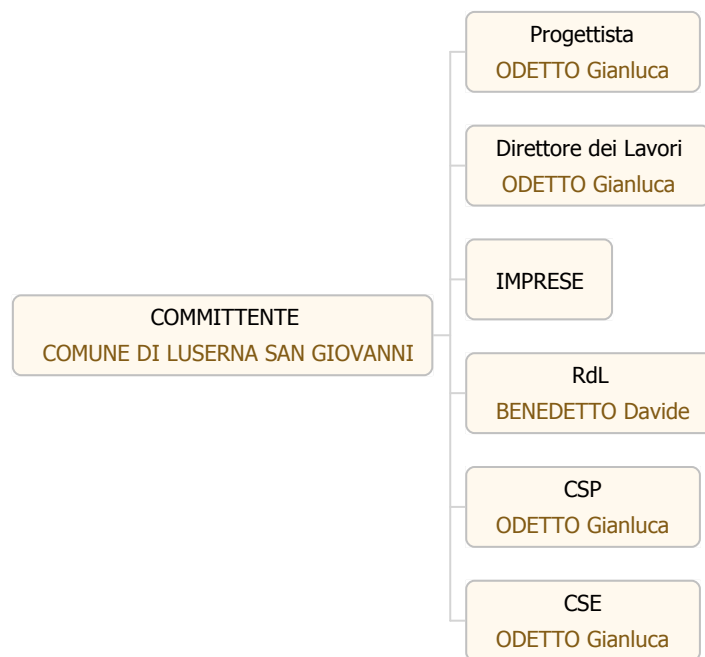 COMMITTENTE
COMUNE DI LUSERNA SAN GIOVANNI
Progettista
ODETTO Gianluca
Direttore dei Lavori
ODETTO Gianluca
IMPRESE
RdL
BENEDETTO Davide
CSP
ODETTO Gianluca
CSE
ODETTO Gianluca